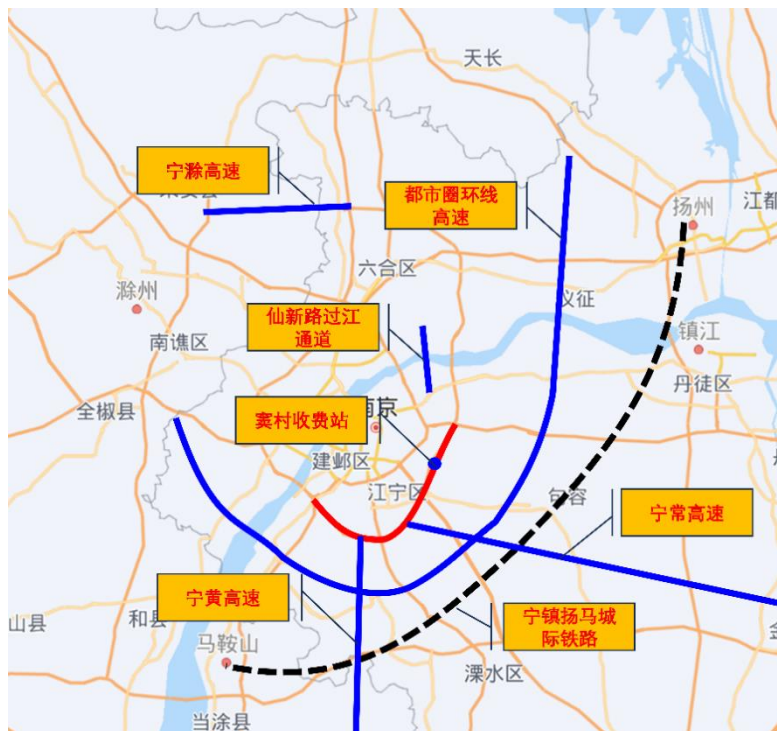 天长
宁滁高速
都市圈环线
高速
扬州
江都
六合区
滁州
仪征
仙新路过江
通道
南谯区
镇江
丹徒区
全椒县
南京
窦村收费站
建邺区
江宁区
句容
宁常高速
宁黄高速
和县
山县
宁镇扬马城
际铁路
金
马鞍山
溧水区
当涂县